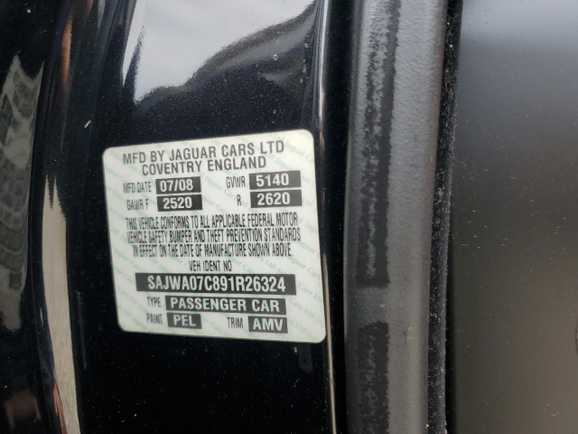 MFD BY JAGUAR CARS LTD
COVENTRY ENGLAND
MFD DATE 07/08 GVWR 5140
GAWR F 2520 R 2620
THIS VEHICLE CONFORMS TO ALL APPLICABLE FEDERAL MOTOR
VEHICLE SAFETY BUMPER AND THEFT PREVENTION STANDARDS
IN EFFECT ON THE DATE OF MANUFACTURE SHOWN ABOVE.
VEH IDENT NO
SAJWA07C891R26324
TYPE PASSENGER CAR
PAINT PEL TRIM AMV